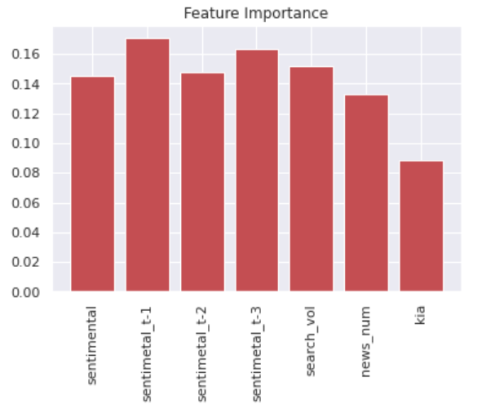 Feature Importance
0.16
0.14
0.12
0.10
0.08
0.06
0.04
0.02
0.00
sentimental
sentimetal_t-1
sentimetal_t-2
sentimetal_t-3
search_vol
news_num
kia